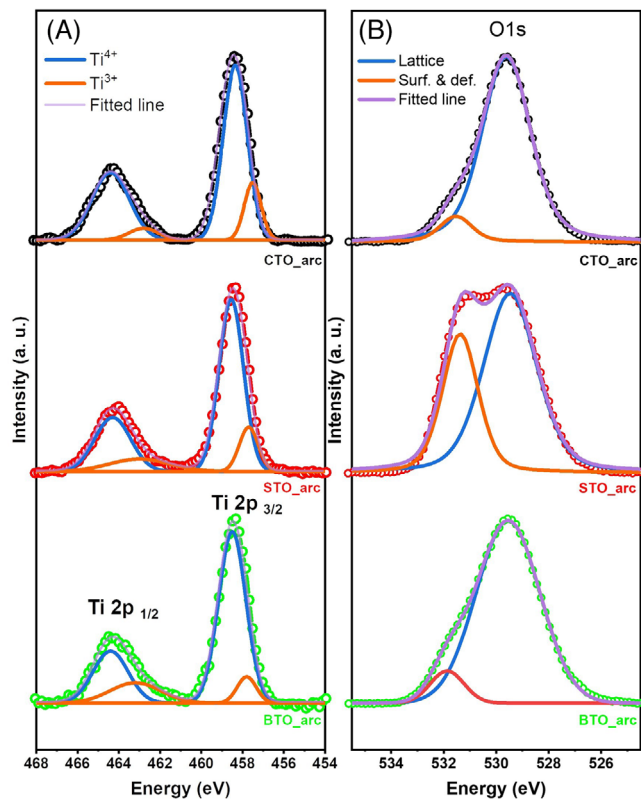 (A)
Ti4+
Ti3+
Fitted line
CTO_arc
STO_arc
Ti 2p 3/2
Ti 2p 1/2
BTO_arc
Intensity (a. u.)
468 466 464 462 460 458 456 454
Energy (eV)
(B)
O1s
Lattice
Surf. & def.
Fitted line
CTO_arc
STO_arc
BTO_arc
Intensity (a. u.)
534 532 530 528 526
Energy (eV)